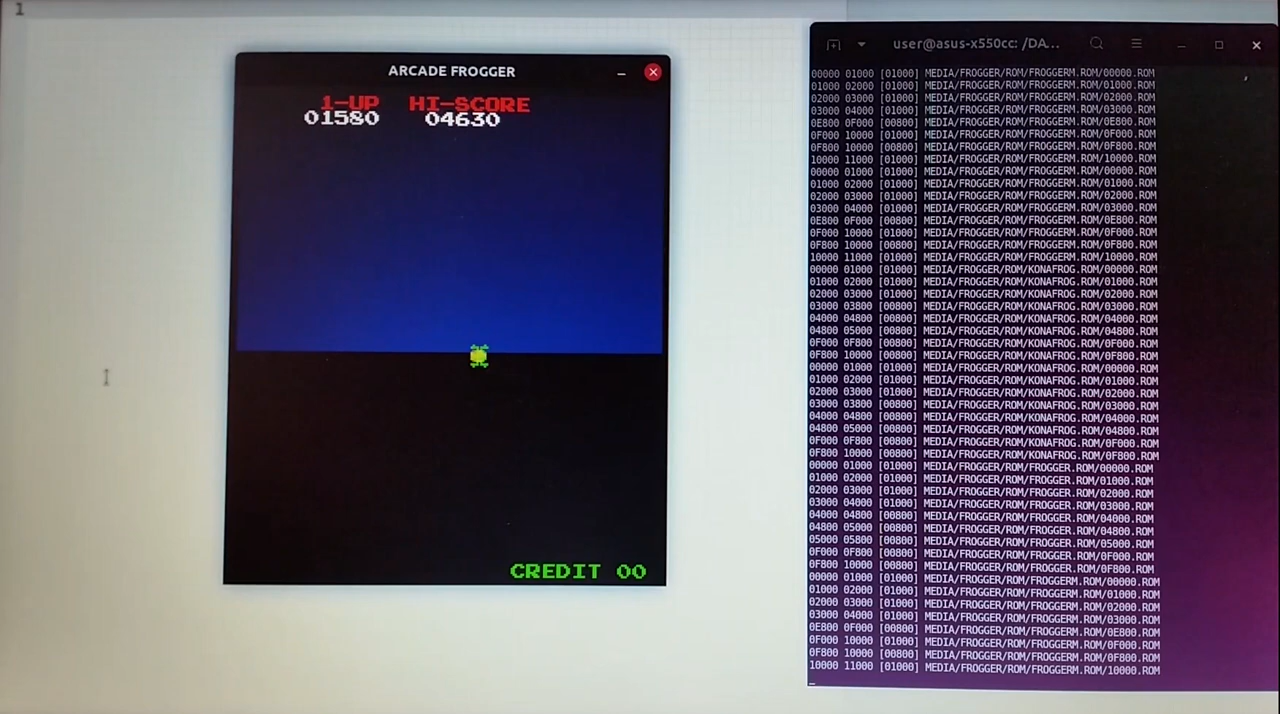 1
ARCADE FROGGER
1-UP HI-SCORE
01580 04630
CREDIT 00
user@asus-x550cc: /DA...
00000 01000 [01000] MEDIA/FROGGER/ROM/FROGGERM.ROM/00000.ROM
01000 02000 [01000] MEDIA/FROGGER/ROM/FROGGERM.ROM/01000.ROM
02000 03000 [01000] MEDIA/FROGGER/ROM/FROGGERM.ROM/02000.ROM
03000 04000 [01000] MEDIA/FROGGER/ROM/FROGGERM.ROM/03000.ROM
0E800 0F000 [00800] MEDIA/FROGGER/ROM/FROGGERM.ROM/0E800.ROM
0F000 10000 [01000] MEDIA/FROGGER/ROM/FROGGERM.ROM/0F000.ROM
0F800 10000 [00800] MEDIA/FROGGER/ROM/FROGGERM.ROM/0F800.ROM
10000 11000 [01000] MEDIA/FROGGER/ROM/FROGGERM.ROM/10000.ROM
00000 01000 [01000] MEDIA/FROGGER/ROM/FROGGERM.ROM/00000.ROM
01000 02000 [01000] MEDIA/FROGGER/ROM/FROGGERM.ROM/01000.ROM
02000 03000 [01000] MEDIA/FROGGER/ROM/FROGGERM.ROM/02000.ROM
03000 04000 [01000] MEDIA/FROGGER/ROM/FROGGERM.ROM/03000.ROM
0E800 0F000 [00800] MEDIA/FROGGER/ROM/FROGGERM.ROM/0E800.ROM
0F000 10000 [01000] MEDIA/FROGGER/ROM/FROGGERM.ROM/0F000.ROM
0F800 10000 [00800] MEDIA/FROGGER/ROM/FROGGERM.ROM/0F800.ROM
10000 11000 [01000] MEDIA/FROGGER/ROM/FROGGERM.ROM/10000.ROM
00000 01000 [01000] MEDIA/FROGGER/ROM/KONAFROG.ROM/00000.ROM
01000 02000 [01000] MEDIA/FROGGER/ROM/KONAFROG.ROM/01000.ROM
02000 03000 [01000] MEDIA/FROGGER/ROM/KONAFROG.ROM/02000.ROM
03000 03800 [00800] MEDIA/FROGGER/ROM/KONAFROG.ROM/03000.ROM
04000 04800 [00800] MEDIA/FROGGER/ROM/KONAFROG.ROM/04000.ROM
04800 05000 [00800] MEDIA/FROGGER/ROM/KONAFROG.ROM/04800.ROM
0F000 0F800 [00800] MEDIA/FROGGER/ROM/KONAFROG.ROM/0F000.ROM
0F800 10000 [00800] MEDIA/FROGGER/ROM/KONAFROG.ROM/0F800.ROM
00000 01000 [01000] MEDIA/FROGGER/ROM/KONAFROG.ROM/00000.ROM
01000 02000 [01000] MEDIA/FROGGER/ROM/KONAFROG.ROM/01000.ROM
02000 03000 [01000] MEDIA/FROGGER/ROM/KONAFROG.ROM/02000.ROM
03000 03800 [00800] MEDIA/FROGGER/ROM/KONAFROG.ROM/03000.ROM
04000 04800 [00800] MEDIA/FROGGER/ROM/KONAFROG.ROM/04000.ROM
04800 05000 [00800] MEDIA/FROGGER/ROM/KONAFROG.ROM/04800.ROM
0F000 0F800 [00800] MEDIA/FROGGER/ROM/KONAFROG.ROM/0F000.ROM
0F800 10000 [00800] MEDIA/FROGGER/ROM/KONAFROG.ROM/0F800.ROM
00000 01000 [01000] MEDIA/FROGGER/ROM/FROGGER.ROM/00000.ROM
01000 02000 [01000] MEDIA/FROGGER/ROM/FROGGER.ROM/01000.ROM
02000 03000 [01000] MEDIA/FROGGER/ROM/FROGGER.ROM/02000.ROM
03000 04000 [01000] MEDIA/FROGGER/ROM/FROGGER.ROM/03000.ROM
04000 04800 [00800] MEDIA/FROGGER/ROM/FROGGER.ROM/04000.ROM
04800 05000 [00800] MEDIA/FROGGER/ROM/FROGGER.ROM/04800.ROM
05000 05800 [00800] MEDIA/FROGGER/ROM/FROGGER.ROM/05000.ROM
0F000 0F800 [00800] MEDIA/FROGGER/ROM/FROGGER.ROM/0F000.ROM
0F800 10000 [00800] MEDIA/FROGGER/ROM/FROGGER.ROM/0F800.ROM
00000 01000 [01000] MEDIA/FROGGER/ROM/FROGGERM.ROM/00000.ROM
01000 02000 [01000] MEDIA/FROGGER/ROM/FROGGERM.ROM/01000.ROM
02000 03000 [01000] MEDIA/FROGGER/ROM/FROGGERM.ROM/02000.ROM
03000 04000 [01000] MEDIA/FROGGER/ROM/FROGGERM.ROM/03000.ROM
0E800 0F000 [00800] MEDIA/FROGGER/ROM/FROGGERM.ROM/0E800.ROM
0F000 10000 [01000] MEDIA/FROGGER/ROM/FROGGERM.ROM/0F000.ROM
0F800 10000 [00800] MEDIA/FROGGER/ROM/FROGGERM.ROM/0F800.ROM
10000 11000 [01000] MEDIA/FROGGER/ROM/FROGGERM.ROM/10000.ROM